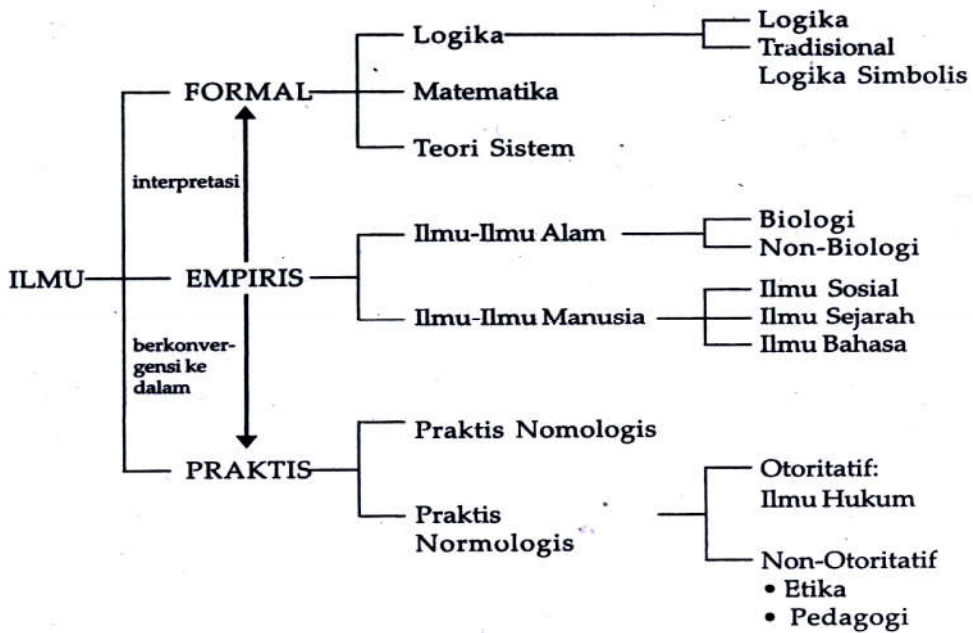 ILMU
FORMAL
Logika
Logika
Tradisional
Logika Simbolis
Matematika
Teori Sistem
interpretasi
EMPIRIS
Ilmu-Ilmu Alam
Biologi
Non-Biologi
Ilmu-Ilmu Manusia
Ilmu Sosial
Ilmu Sejarah
Ilmu Bahasa
berkonver-
gensi ke
dalam
PRAKTIS
Praktis Nomologis
Praktis
Normologis
Otoritatif:
Ilmu Hukum
Non-Otoritatif
• Etika
• Pedagogi